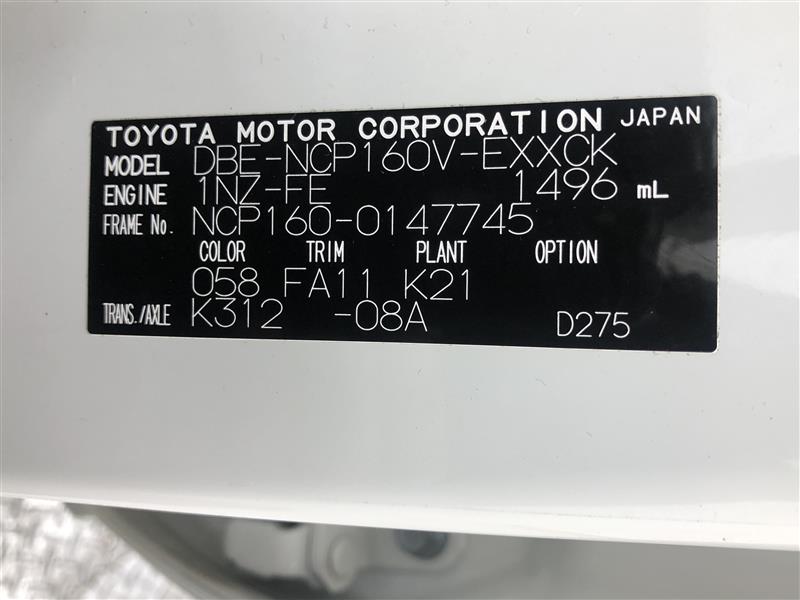 TOYOTA MOTOR CORPORATION JAPAN
MODEL DBE-NCP160V-EXXCK
ENGINE 1NZ-FE 1496 mL
FRAME No. NCP160-0147745
COLOR TRIM PLANT OPTION
058 FA11 K21
TRANS./AXLE K312 -08A D275